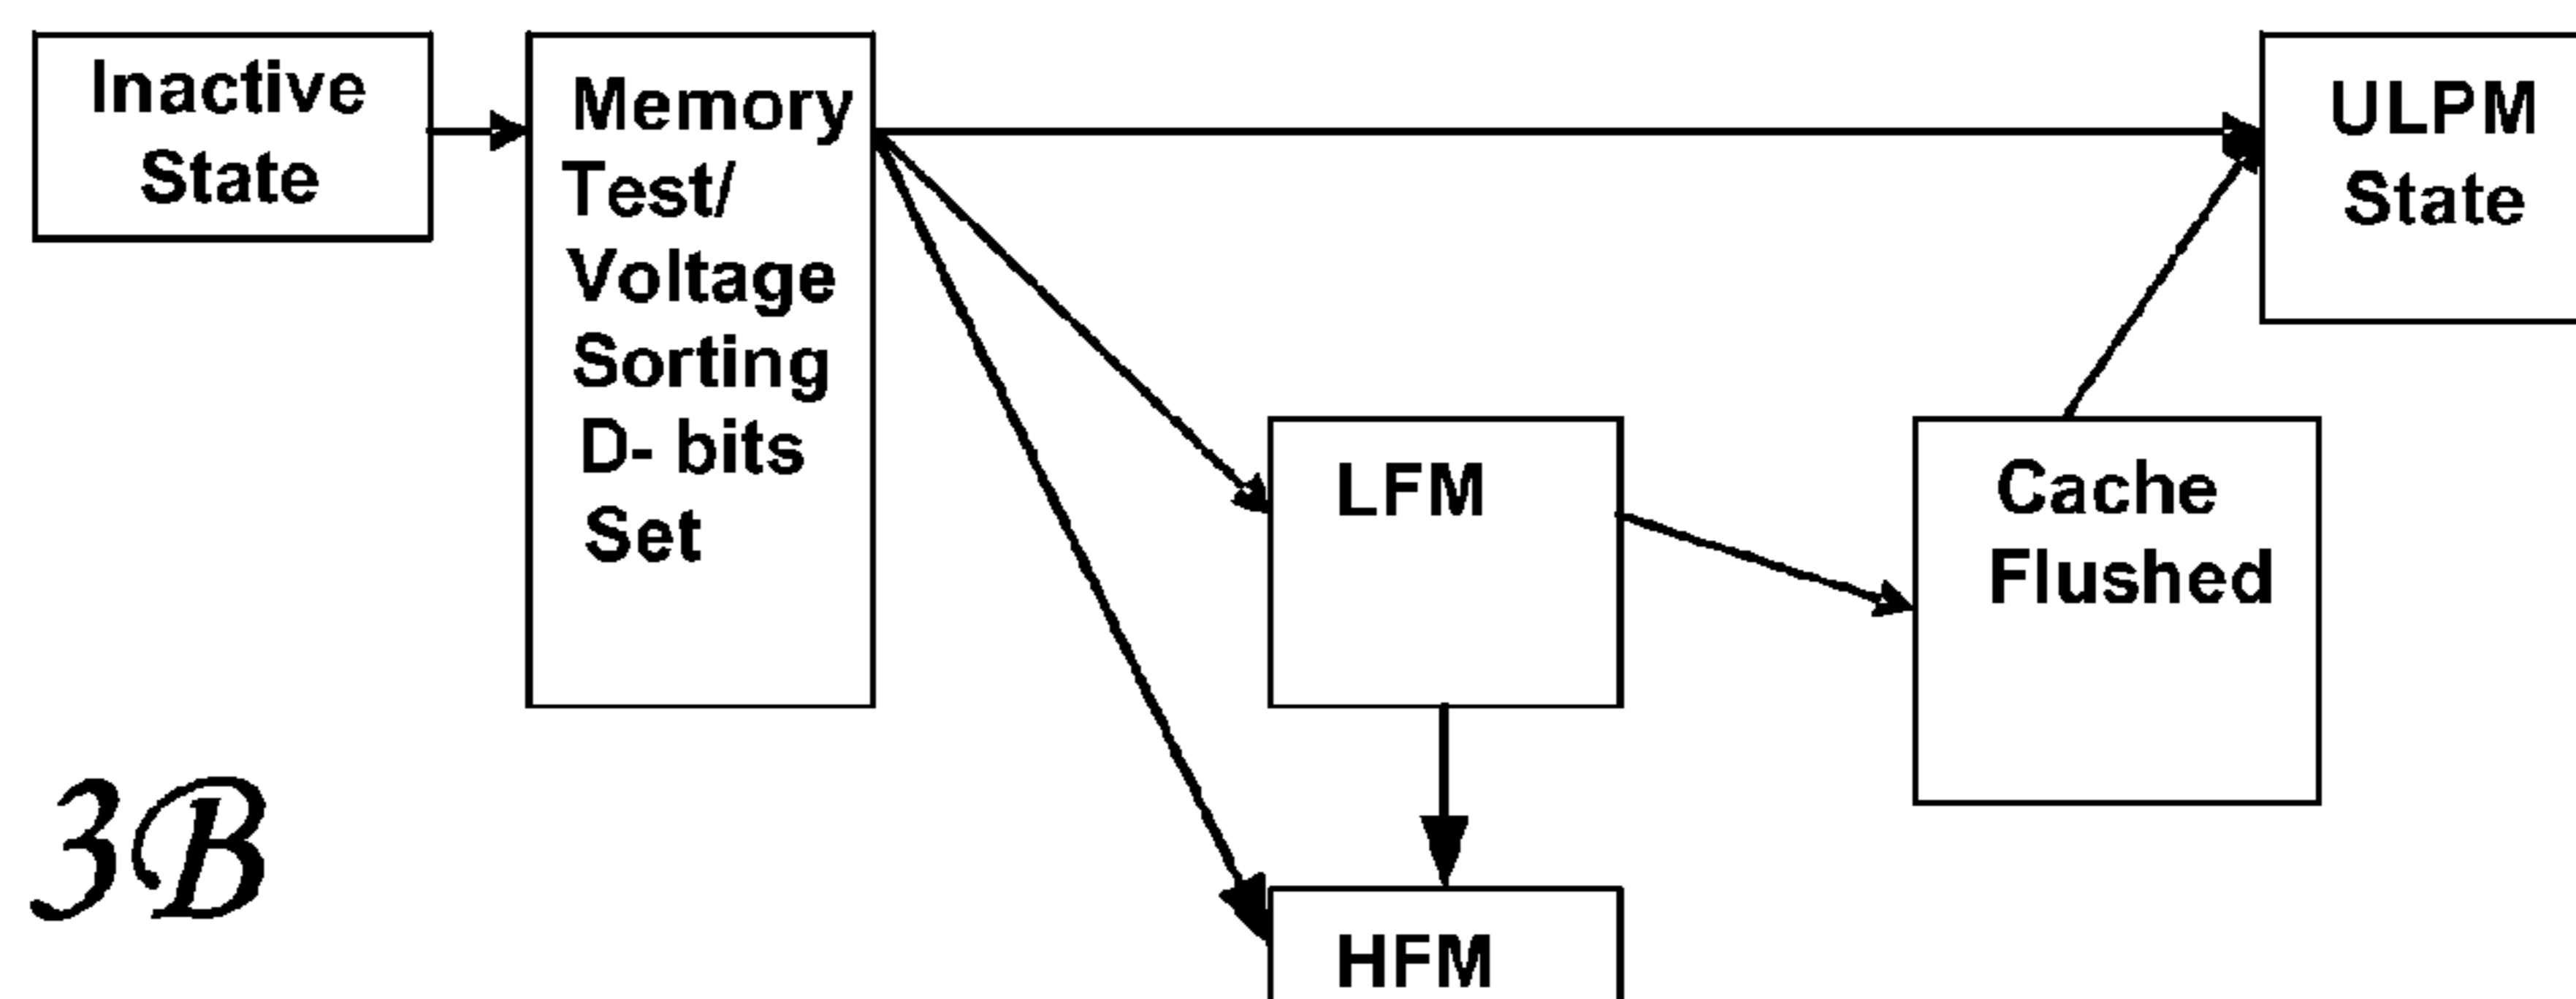 Inactive
State
Memory
Test/
Voltage
Sorting
D- bits
Set
ULPM
State
LFM
Cache
Flushed
HFM
3B